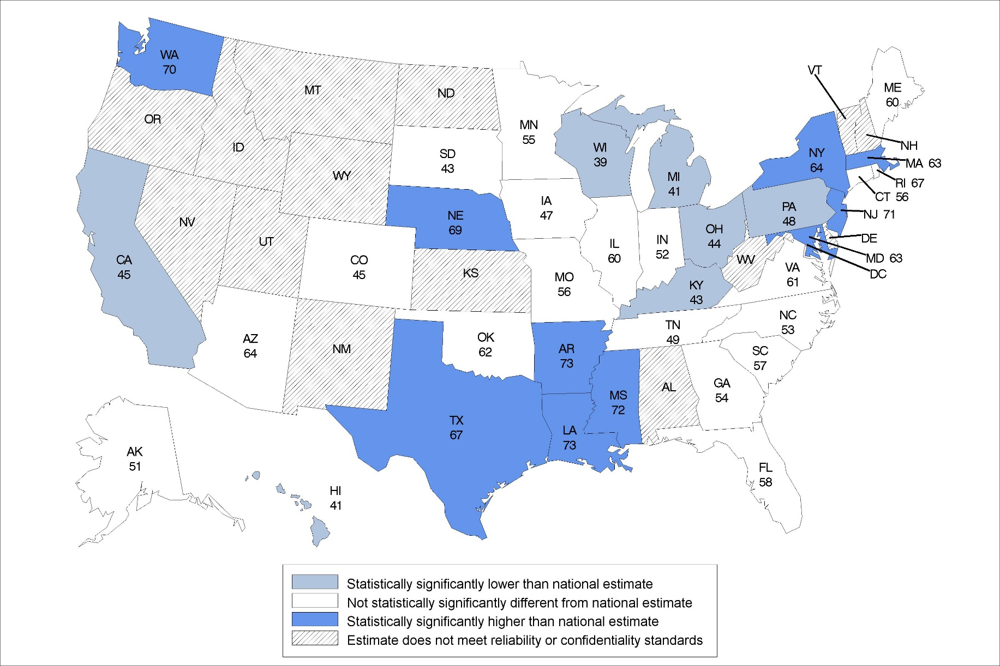 WA
70
MT
ND
OR
ID
WY
SD
43
MN
55
WI
39
MI
41
VT
ME
60
NH
NY
64
MA 63
RI 67
CT 56
NJ 71
PA
48
DE
MD 63
DC
NV
UT
NE
69
IA
47
CA
45
CO
45
KS
MO
56
IL
60
IN
52
OH
44
WV
VA
61
KY
43
AZ
64
NM
OK
62
AR
73
TN
49
NC
53
SC
57
TX
67
LA
73
MS
72
AL
GA
54
FL
58
AK
51
HI
41
Statistically significantly lower than national estimate
Not statistically significantly different from national estimate
Statistically significantly higher than national estimate
Estimate does not meet reliability or confidentiality standards